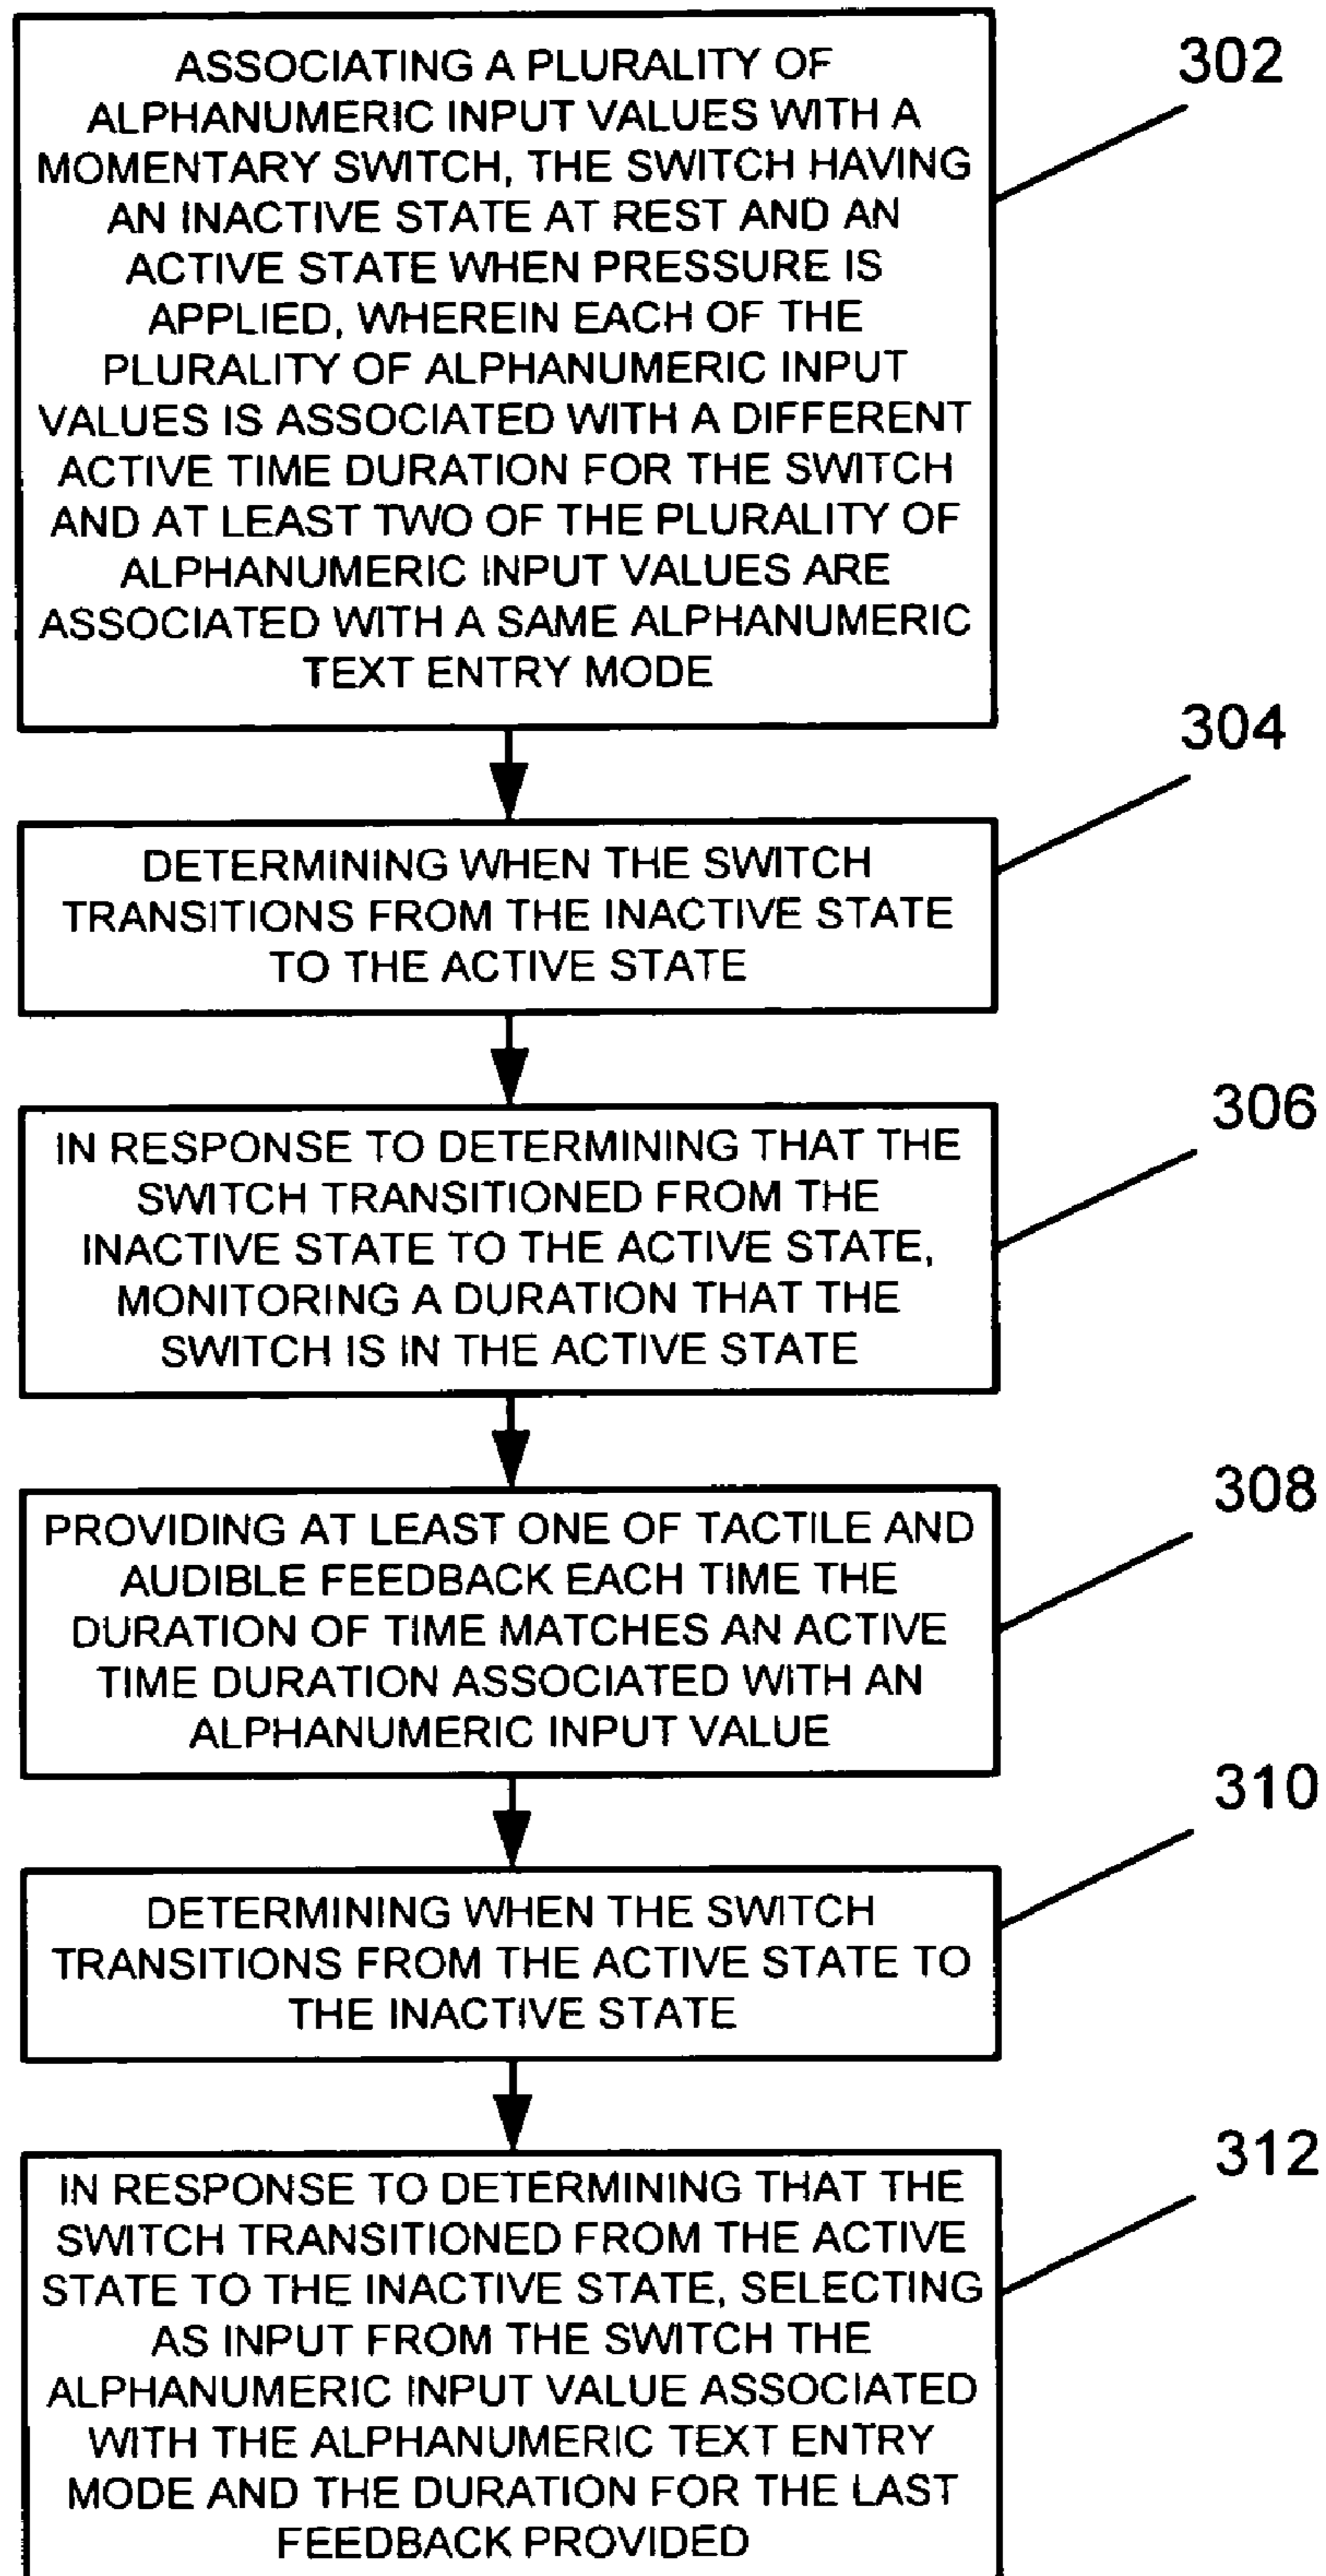 ASSOCIATING A PLURALITY OF
ALPHANUMERIC INPUT VALUES WITH A
MOMENTARY SWITCH, THE SWITCH HAVING
AN INACTIVE STATE AT REST AND AN
ACTIVE STATE WHEN PRESSURE IS
APPLIED, WHEREIN EACH OF THE
PLURALITY OF ALPHANUMERIC INPUT
VALUES IS ASSOCIATED WITH A DIFFERENT
ACTIVE TIME DURATION FOR THE SWITCH
AND AT LEAST TWO OF THE PLURALITY OF
ALPHANUMERIC INPUT VALUES ARE
ASSOCIATED WITH A SAME ALPHANUMERIC
TEXT ENTRY MODE
302
DETERMINING WHEN THE SWITCH
TRANSITIONS FROM THE INACTIVE STATE
TO THE ACTIVE STATE
304
IN RESPONSE TO DETERMINING THAT THE
SWITCH TRANSITIONED FROM THE
INACTIVE STATE TO THE ACTIVE STATE,
MONITORING A DURATION THAT THE
SWITCH IS IN THE ACTIVE STATE
306
PROVIDING AT LEAST ONE OF TACTILE AND
AUDIBLE FEEDBACK EACH TIME THE
DURATION OF TIME MATCHES AN ACTIVE
TIME DURATION ASSOCIATED WITH AN
ALPHANUMERIC INPUT VALUE
308
DETERMINING WHEN THE SWITCH
TRANSITIONS FROM THE ACTIVE STATE TO
THE INACTIVE STATE
310
IN RESPONSE TO DETERMINING THAT THE
SWITCH TRANSITIONED FROM THE ACTIVE
STATE TO THE INACTIVE STATE, SELECTING
AS INPUT FROM THE SWITCH THE
ALPHANUMERIC INPUT VALUE ASSOCIATED
WITH THE ALPHANUMERIC TEXT ENTRY
MODE AND THE DURATION FOR THE LAST
FEEDBACK PROVIDED
312